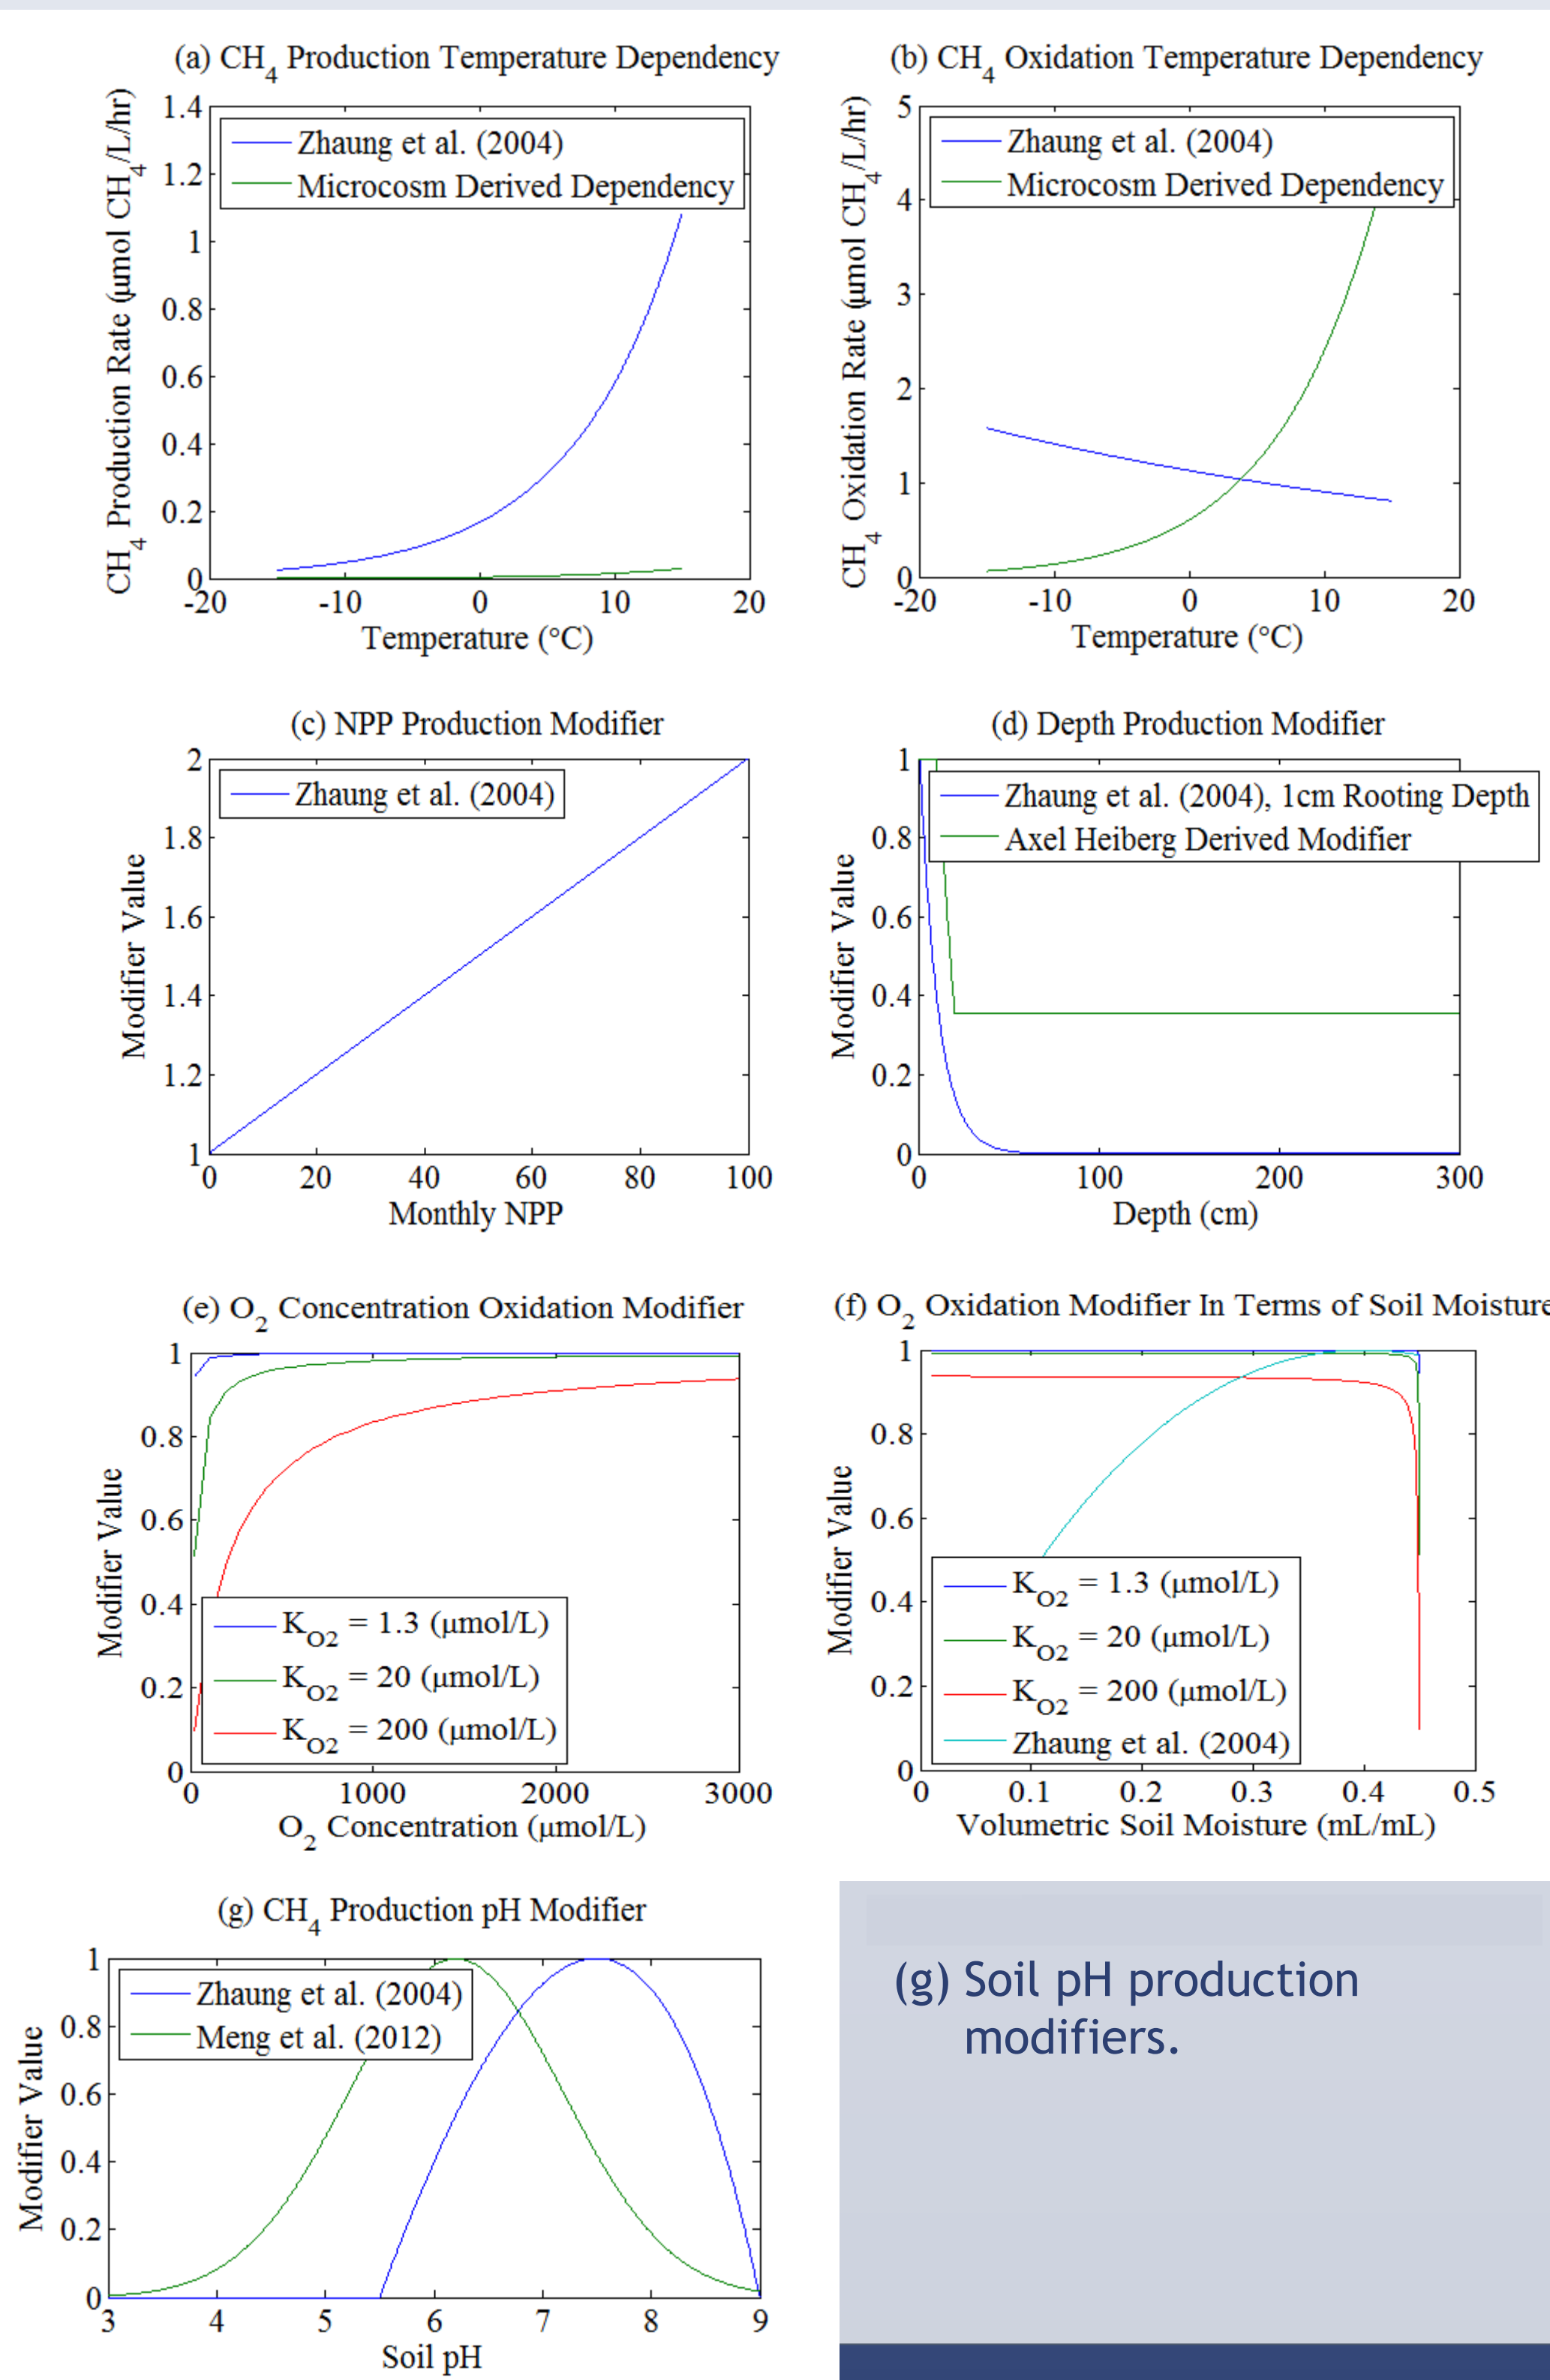 (a) CH4 Production Temperature Dependency
CH4 Production Rate (μmol CH4/L/hr)
1.4
1.2
1
0.8
0.6
0.4
0.2
0
Zhaung et al. (2004)
Microcosm Derived Dependency
-20 -10 0 10 20
Temperature (°C)
(b) CH4 Oxidation Temperature Dependency
CH4 Oxidation Rate (μmol CH4/L/hr)
5
4
3
2
1
0
Zhaung et al. (2004)
Microcosm Derived Dependency
-20 -10 0 10 20
Temperature (°C)
(c) NPP Production Modifier
Modifier Value
2
1.8
1.6
1.4
1.2
1
Zhaung et al. (2004)
0 20 40 60 80 100
Monthly NPP
(d) Depth Production Modifier
Modifier Value
1
0.8
0.6
0.4
0.2
0
Zhaung et al. (2004), 1cm Rooting Depth
Axel Heiberg Derived Modifier
0 100 200 300
Depth (cm)
(e) O2 Concentration Oxidation Modifier
Modifier Value
1
0.8
0.6
0.4
0.2
0
KO2 = 1.3 (μmol/L)
KO2 = 20 (μmol/L)
KO2 = 200 (μmol/L)
0 1000 2000 3000
O2 Concentration (μmol/L)
(f) O2 Oxidation Modifier In Terms of Soil Moisture
Modifier Value
1
0.8
0.6
0.4
0.2
0
KO2 = 1.3 (μmol/L)
KO2 = 20 (μmol/L)
KO2 = 200 (μmol/L)
Zhaung et al. (2004)
0 0.1 0.2 0.3 0.4 0.5
Volumetric Soil Moisture (mL/mL)
(g) CH4 Production pH Modifier
Modifier Value
1
0.8
0.6
0.4
0.2
0
Zhaung et al. (2004)
Meng et al. (2012)
3 4 5 6 7 8 9
Soil pH
(g) Soil pH production
modifiers.